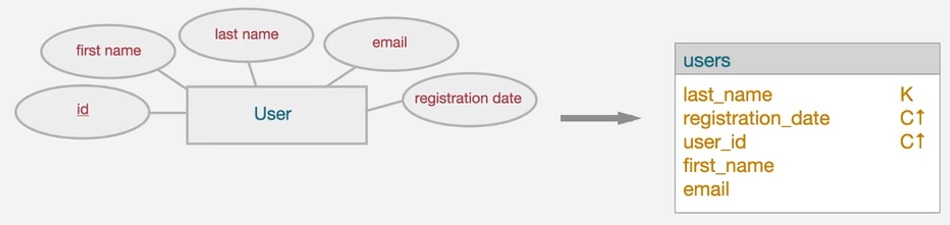 last name
email
first name
registration date
id
User
users
last_name K
registration_date C↑
user_id C↑
first_name
email